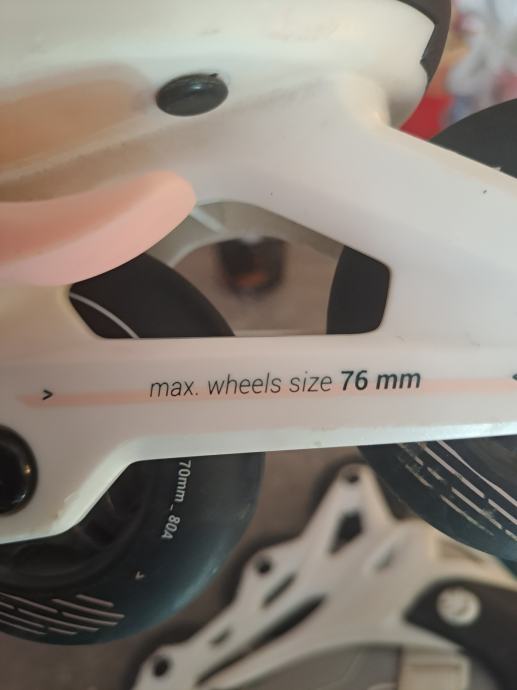 max. wheels size 76 mm
70mm - 80A